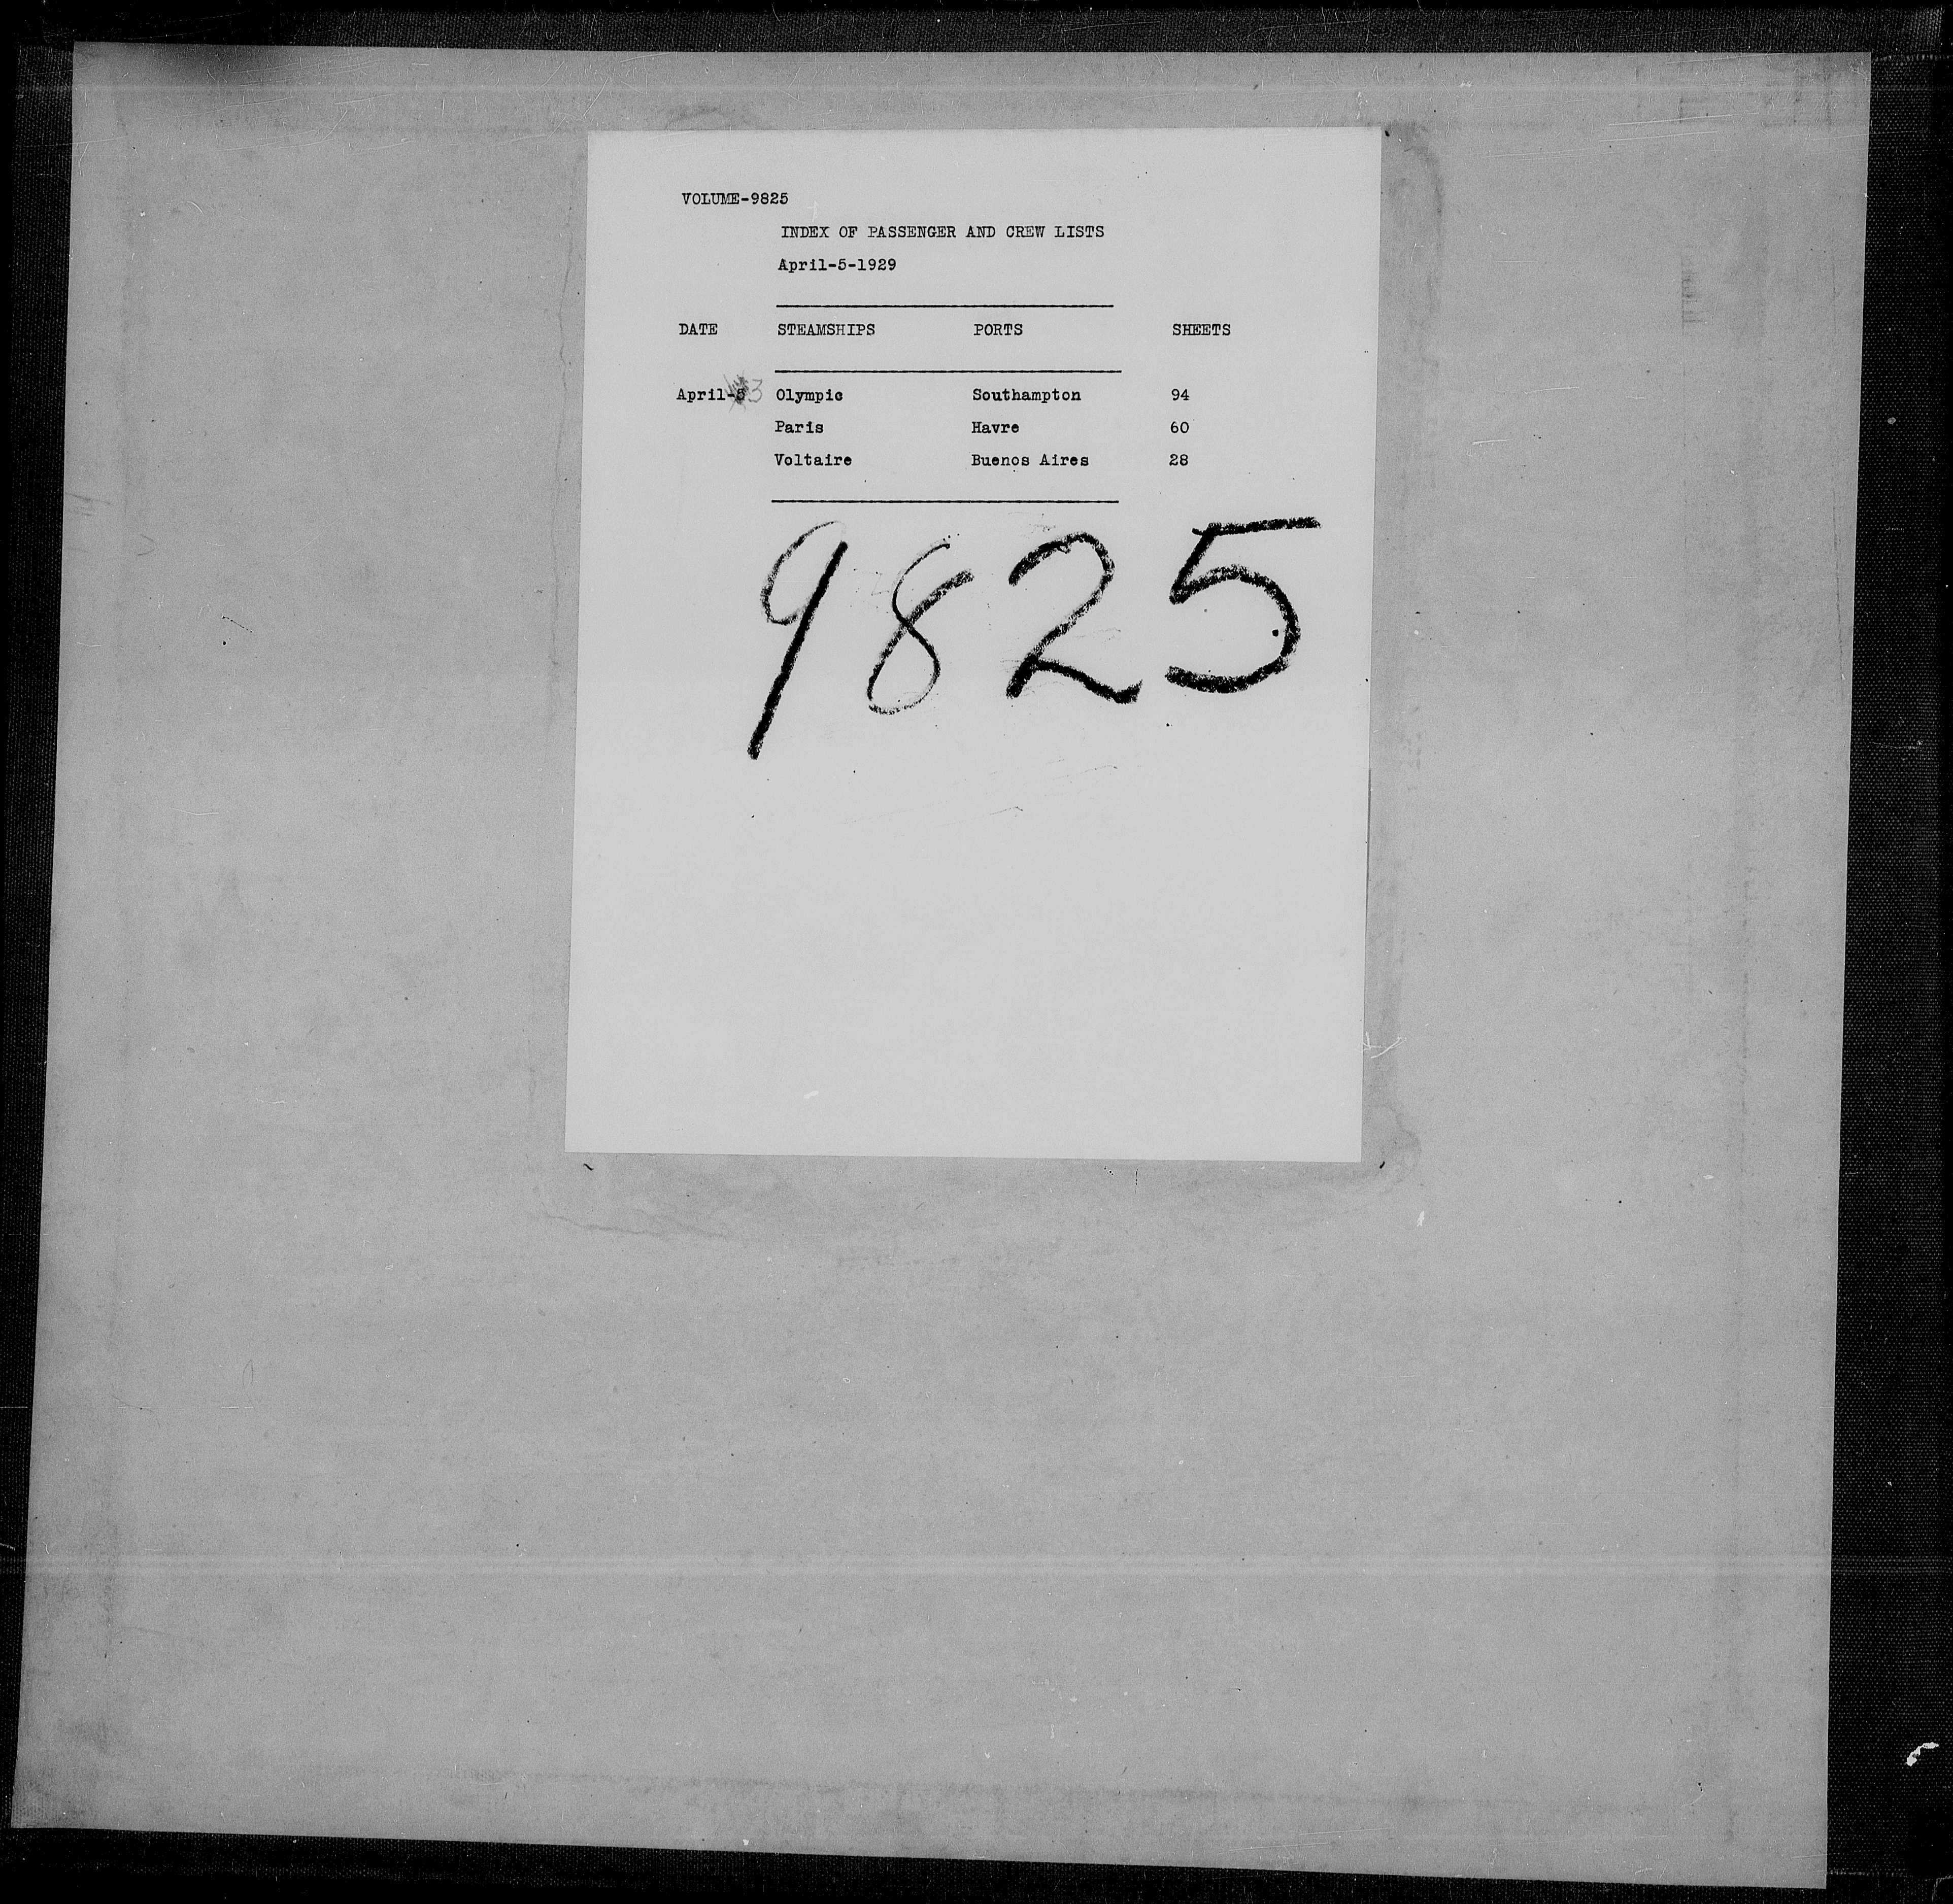 VOLUME-9825
INDEX OF PASSENGER AND CREW LISTS
April-5-1929
DATE STEAMSHIPS PORTS SHEETS
April-5 3 Olympic Southampton 94
Paris Havre 60
Voltaire Buenos Aires 28
9825